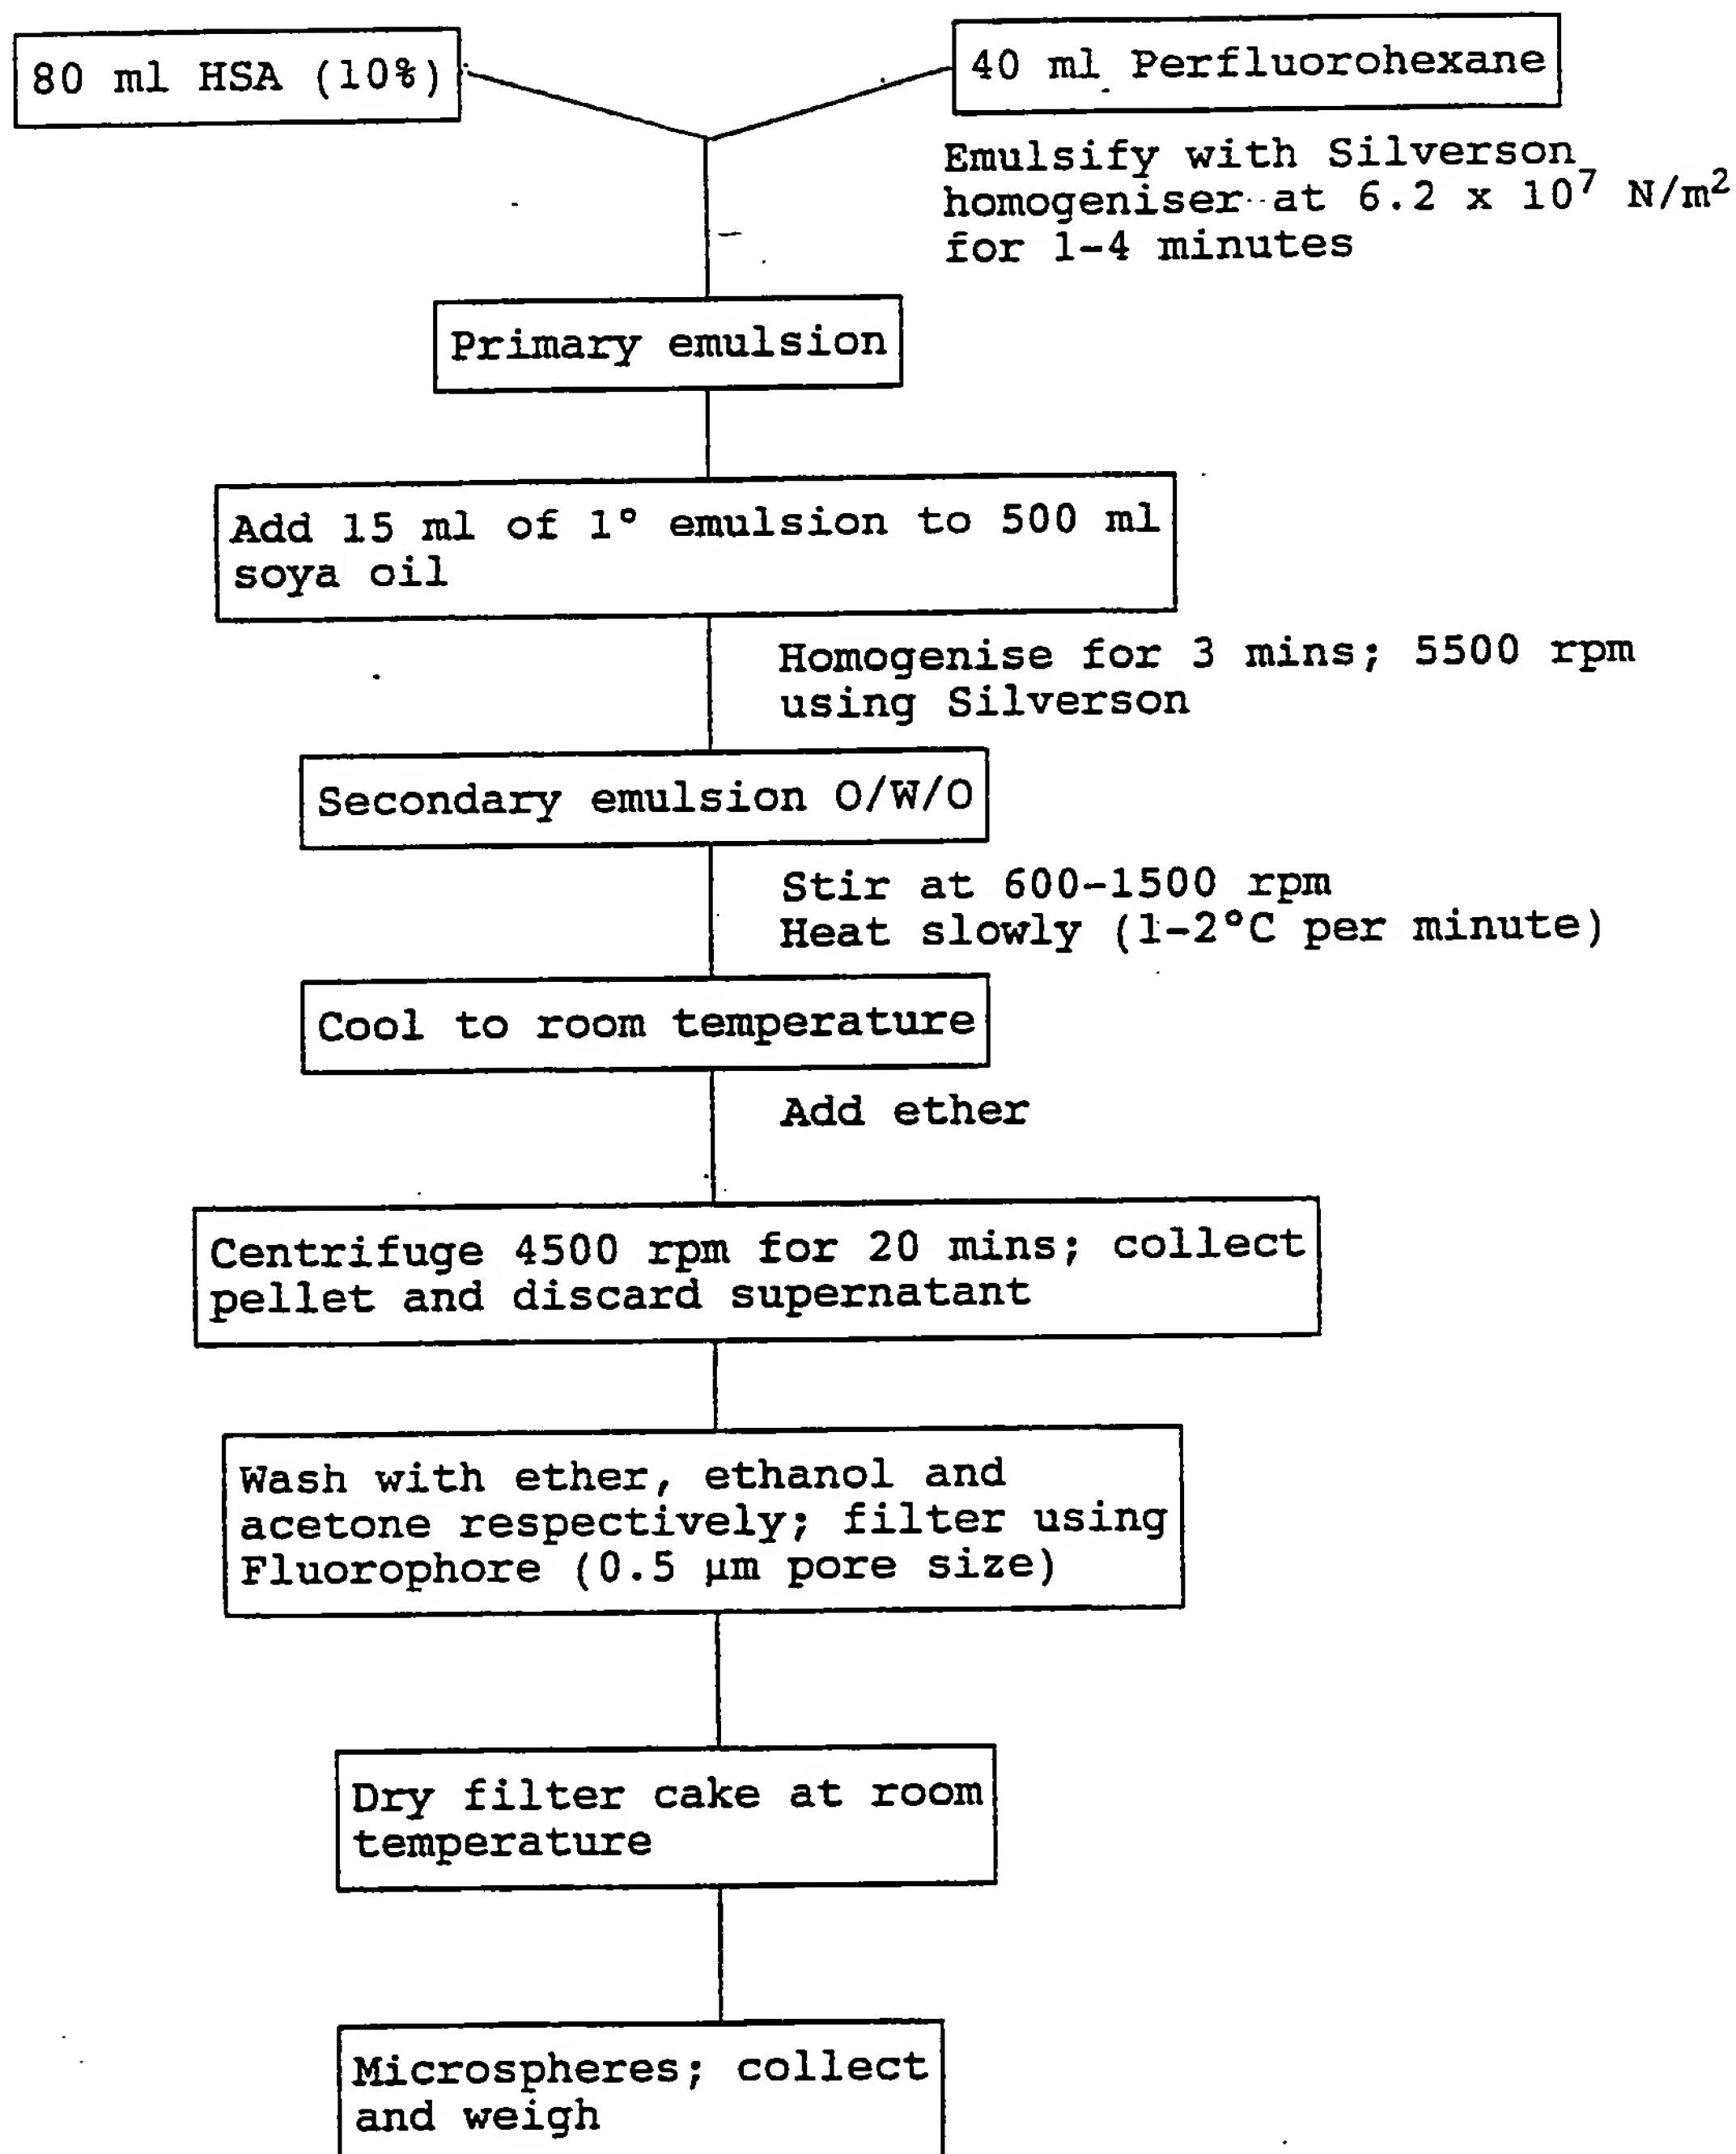 80 ml HSA (10%)
40 ml Perfluorohexane
Emulsify with Silverson
homogeniser at 6.2 x 10⁷ N/m²
for 1-4 minutes
Primary emulsion
Add 15 ml of 1° emulsion to 500 ml
soya oil
Homogenise for 3 mins; 5500 rpm
using Silverson
Secondary emulsion O/W/O
Stir at 600-1500 rpm
Heat slowly (1-2°C per minute)
Cool to room temperature
Add ether
Centrifuge 4500 rpm for 20 mins; collect
pellet and discard supernatant
Wash with ether, ethanol and
acetone respectively; filter using
Fluorophore (0.5 µm pore size)
Dry filter cake at room
temperature
Microspheres; collect
and weigh